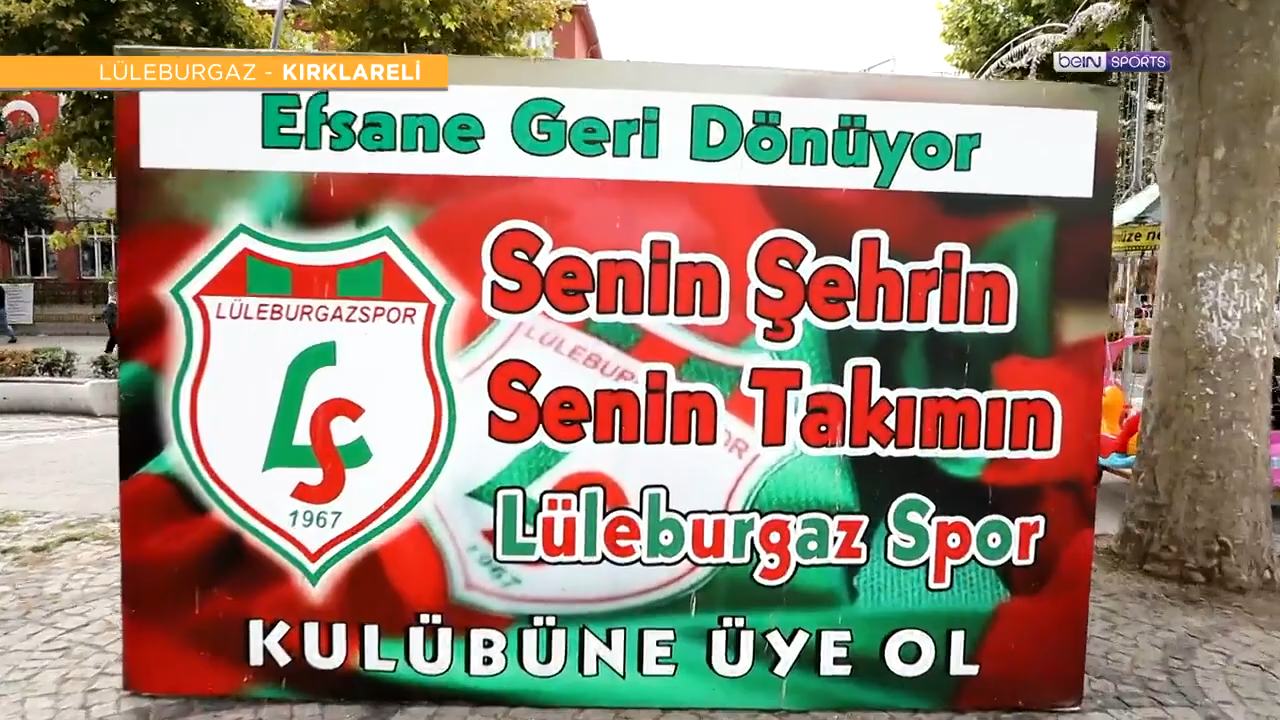 LÜLEBURGAZ - KIRKLARELİ
beIN SPORTS
Efsane Geri Dönüyor
LÜLEBURGAZSPOR
LS
1967
Senin Şehrin
Senin Takımın
Lüleburgaz Spor
KULÜBÜNE ÜYE OL
1967